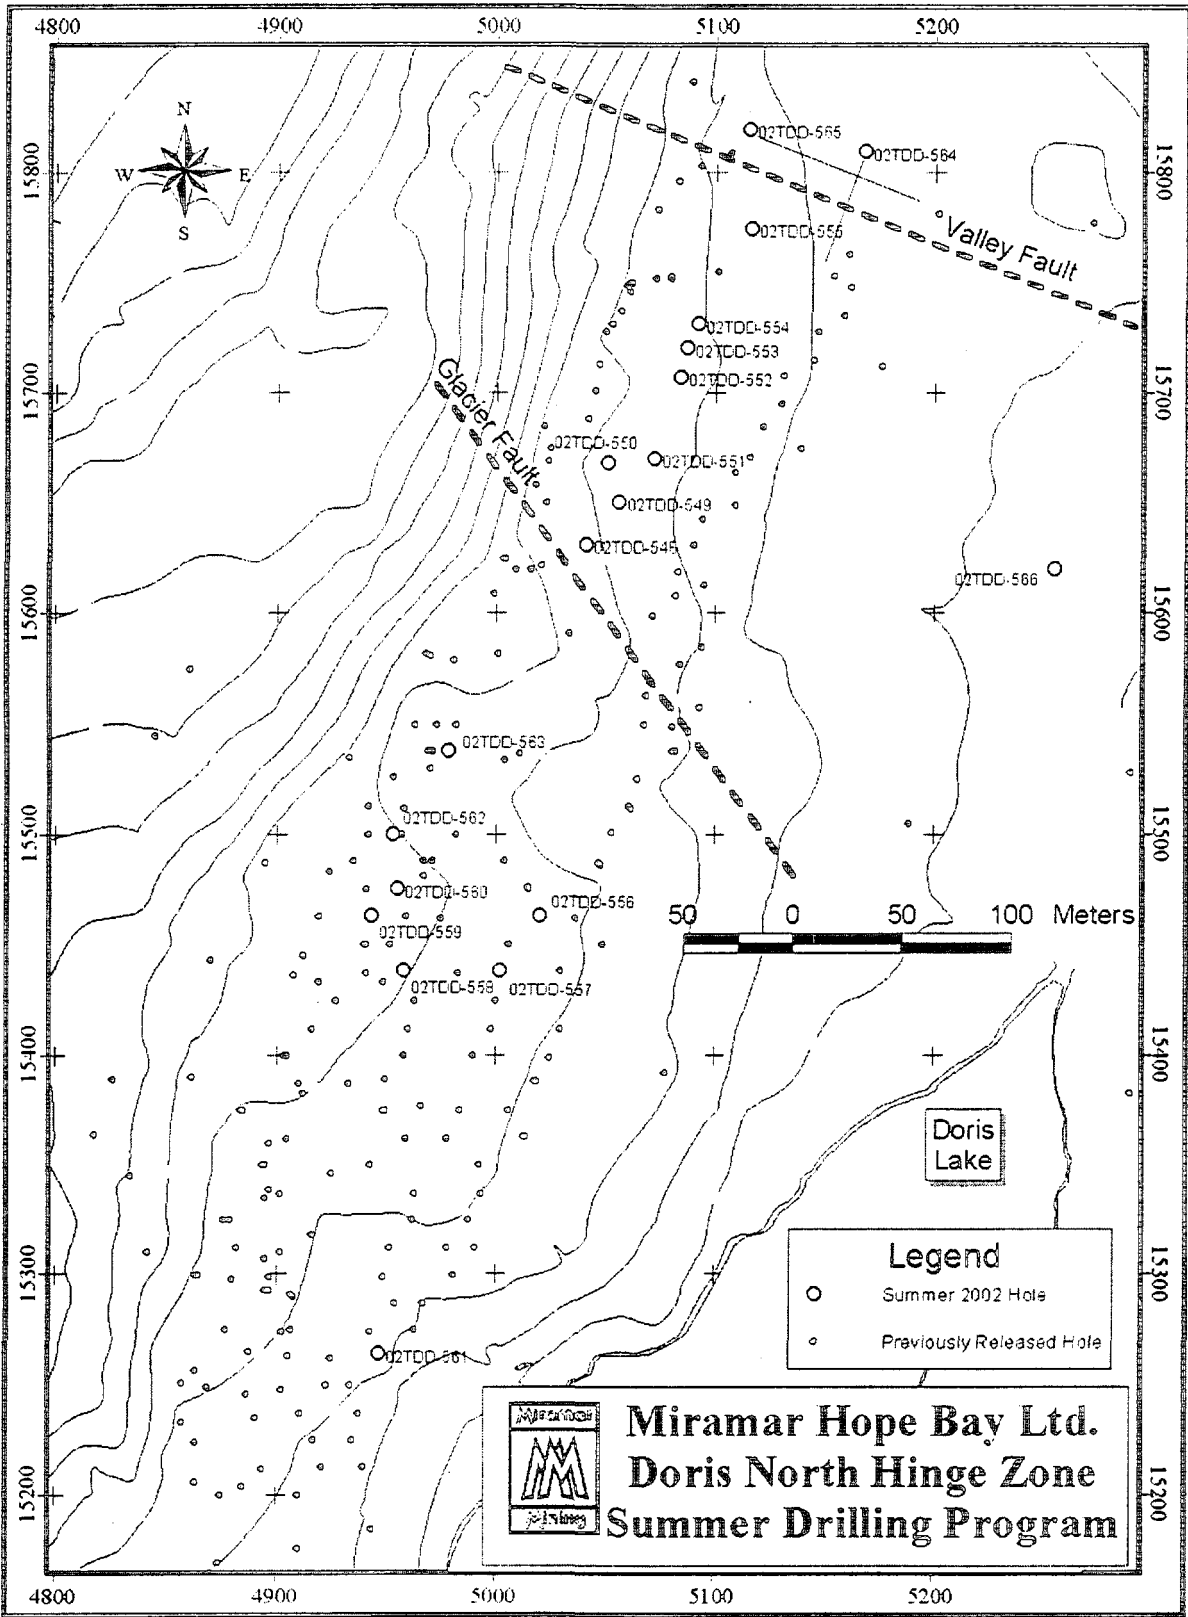 4800 4900 5000 5100 5200
N
W E
S
15800
15700
15600
15500
15400
15300
15200
15800
15700
15600
15500
15400
15300
15200
02TDD-565
02TDD-564
02TDD-555
Valley Fault
02TDD-554
02TDD-553
02TDD-552
Glacier Fault
02TDD-550
02TDD-551
02TDD-549
02TDD-548
02TDD-566
02TDD-563
02TDD-562
02TDD-560
02TDD-556
02TDD-559
02TDD-558
02TDD-557
50 0 50 100 Meters
Doris
Lake
Legend
Summer 2002 Hole
Previously Released Hole
02TDD-561
Miramar
Mining
Miramar Hope Bay Ltd.
Doris North Hinge Zone
Summer Drilling Program
4800 4900 5000 5100 5200